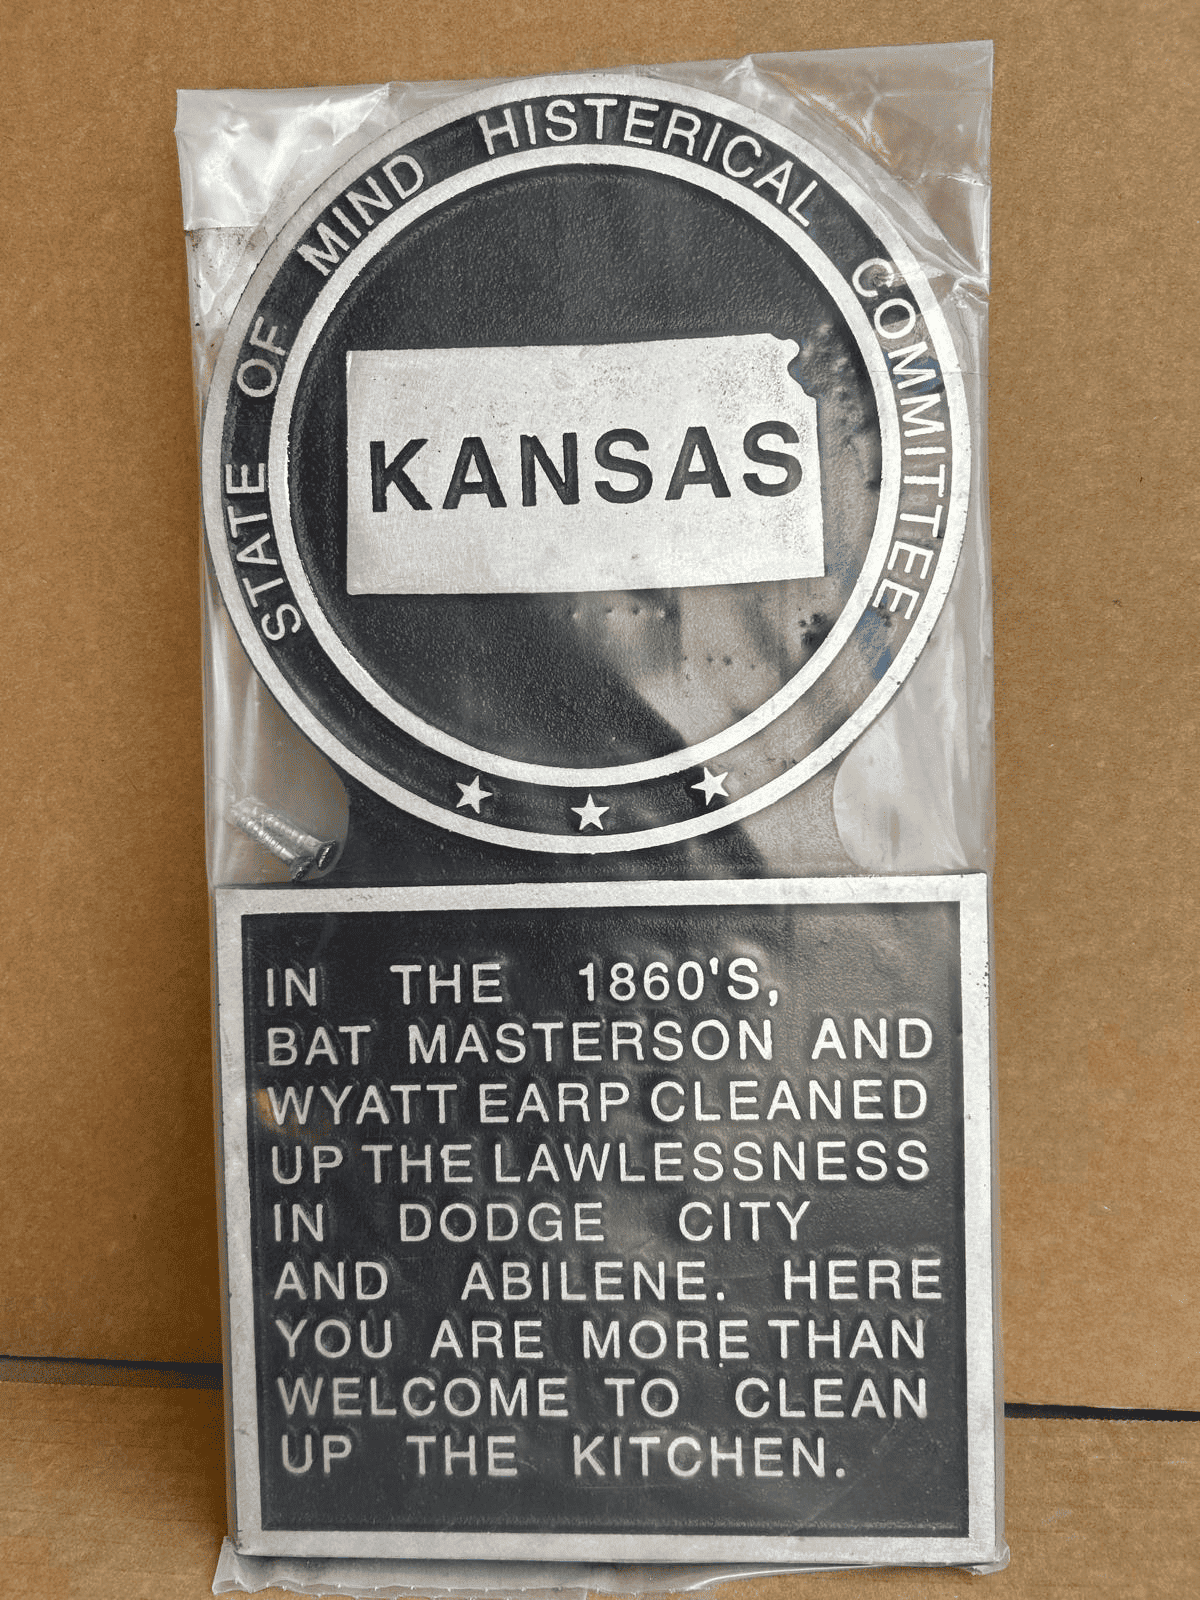 STATE OF MIND HISTERICAL COMMITTEE
KANSAS
IN THE 1860'S,
BAT MASTERSON AND
WYATT EARP CLEANED
UP THE LAWLESSNESS
IN DODGE CITY
AND ABILENE. HERE
YOU ARE MORE THAN
WELCOME TO CLEAN
UP THE KITCHEN.